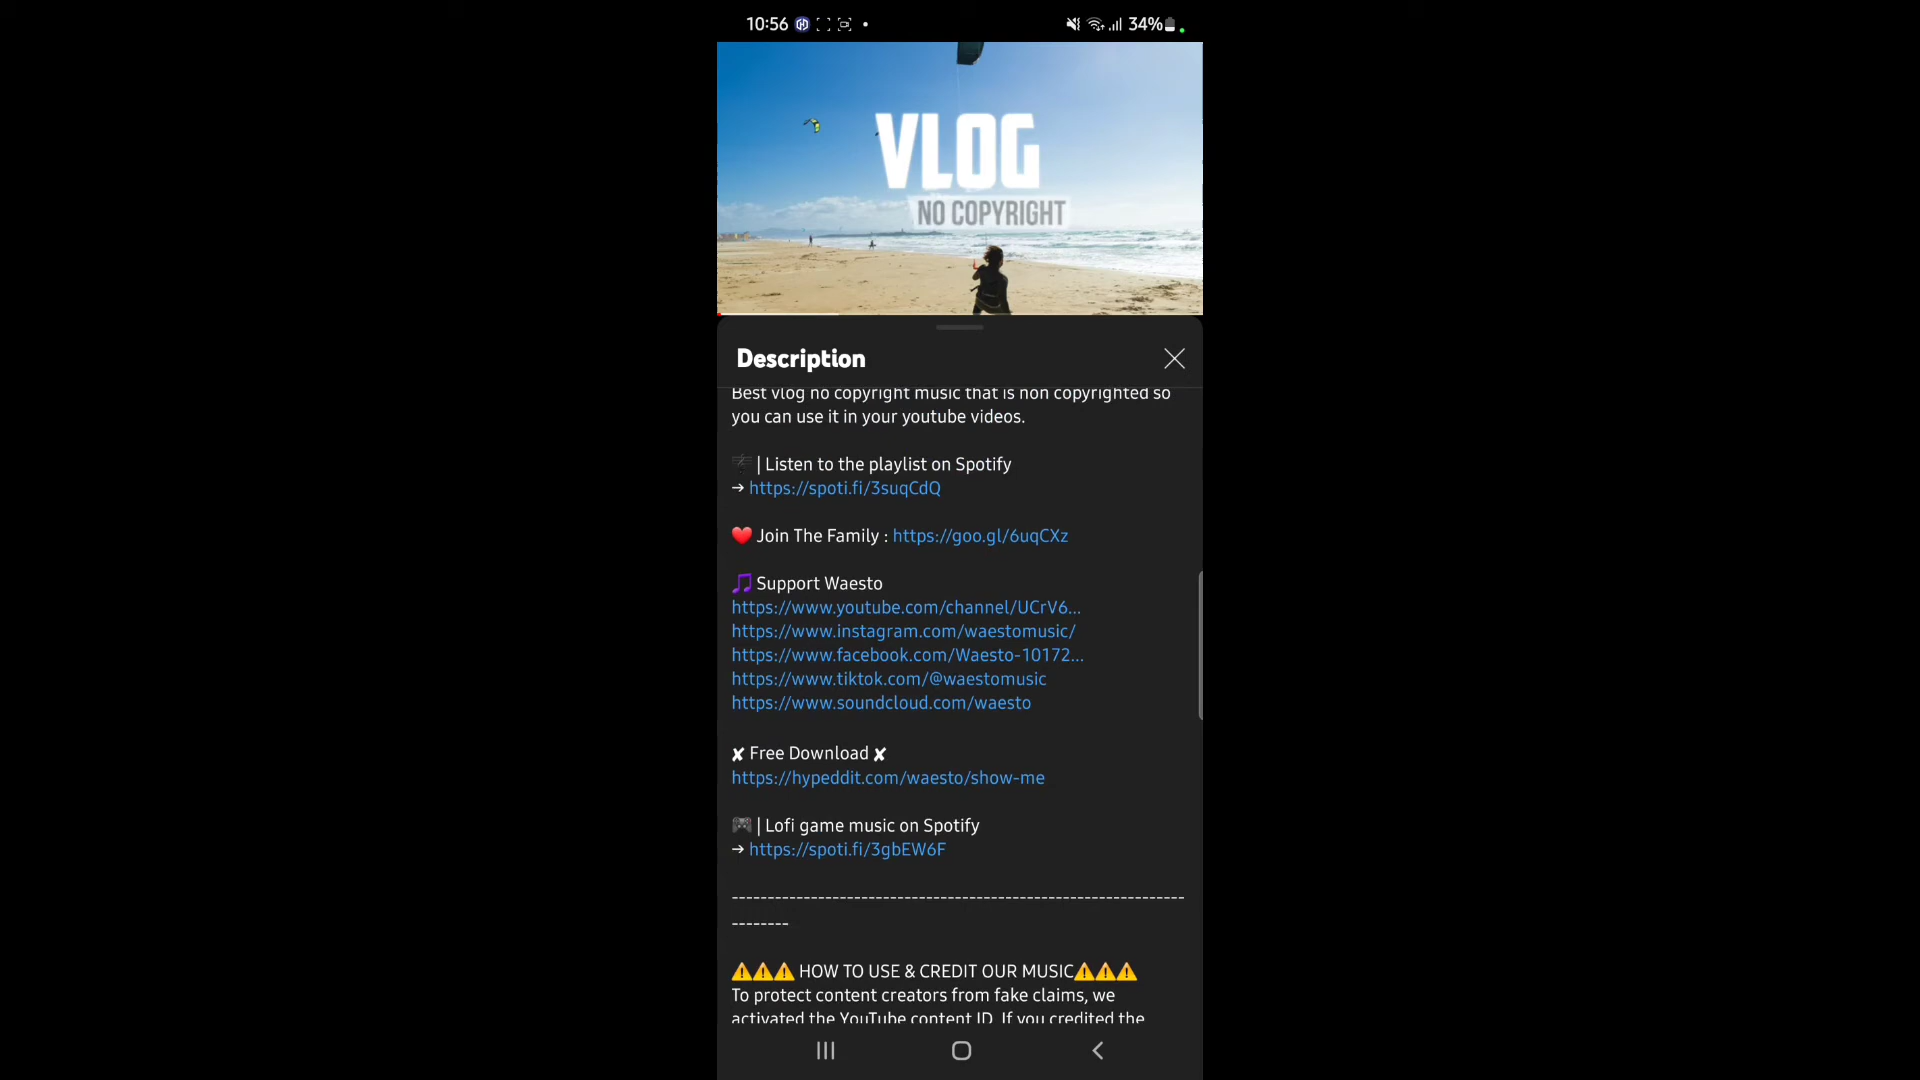 10:56
34%
VLOG
NO COPYRIGHT
Description
Best vlog no copyright music that is non copyrighted so
you can use it in your youtube videos.
| Listen to the playlist on Spotify
→ https://spoti.fi/3suqCdQ
❤️ Join The Family : https://goo.gl/6uqCXz
🎵 Support Waesto
https://www.youtube.com/channel/UCrV6...
https://www.instagram.com/waestomusic/
https://www.facebook.com/Waesto-10172...
https://www.tiktok.com/@waestomusic
https://www.soundcloud.com/waesto
✘ Free Download ✘
https://hypeddit.com/waesto/show-me
🎮 | Lofi game music on Spotify
→ https://spoti.fi/3gbEW6F
---------------------------------------------------------------
--------
⚠️⚠️⚠️ HOW TO USE & CREDIT OUR MUSIC⚠️⚠️⚠️
To protect content creators from fake claims, we
activated the YouTube content ID. If you credited the